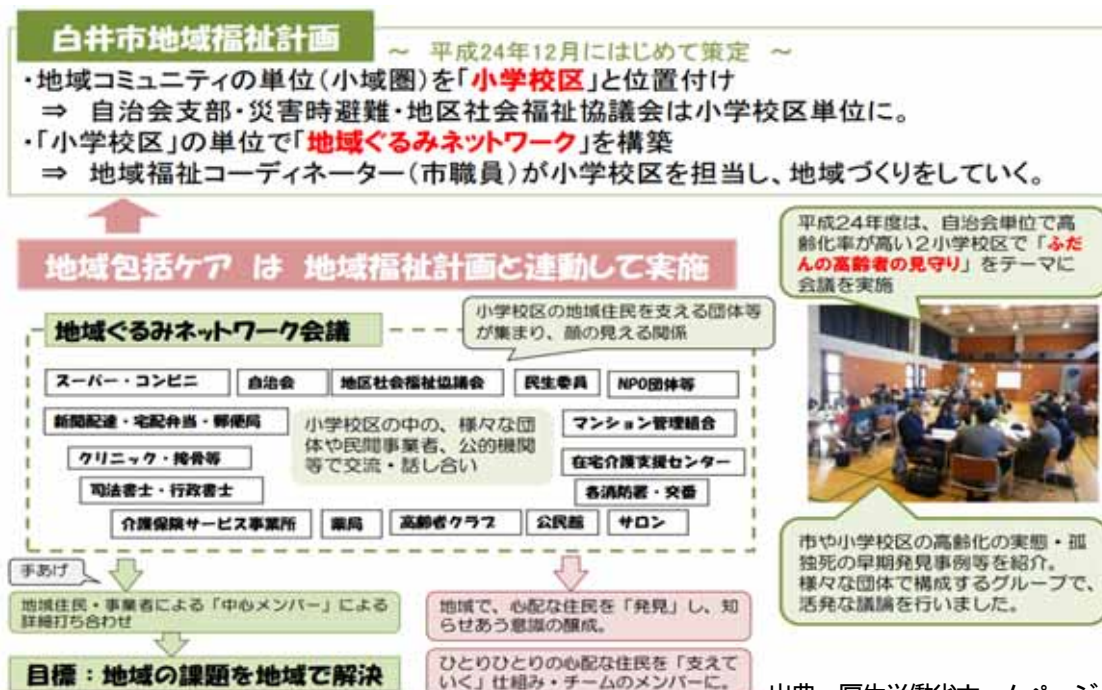 白井市地域福祉計画
～ 平成24年12月にはじめて策定 ～
・地域コミュニティの単位（小域圏）を「小学校区」と位置付け
⇒ 自治会支部・災害時避難・地区社会福祉協議会は小学校区単位に。
・「小学校区」の単位で「地域ぐるみネットワーク」を構築
⇒ 地域福祉コーディネーター（市職員）が小学校区を担当し、地域づくりをしていく。
地域包括ケア は 地域福祉計画と連動して実施
平成24年度は、自治会単位で高
齢化率が高い2小学校区で「ふだ
んの高齢者の見守り」をテーマに
会議を実施
地域ぐるみネットワーク会議
小学校区の地域住民を支える団体等
が集まり、顔の見える関係
スーパー・コンビニ
自治会
地区社会福祉協議会
民生委員
NPO団体等
新聞配達・宅配弁当・郵便局
小学校区の中の、様々な団
体や民間事業者、公的機関
等で交流・話し合い
マンション管理組合
クリニック・接骨等
在宅介護支援センター
司法書士・行政書士
各消防署・交番
介護保険サービス事業所
薬局
高齢者クラブ
公民館
サロン
市や小学校区の高齢化の実態・孤
独死の早期発見事例等を紹介。
様々な団体で構成するグループで、
活発な議論を行いました。
手あげ
地域住民・事業者による「中心メンバー」による
詳細打ち合わせ
地域で、心配な住民を「発見」し、知
らせあう意識の醸成。
目標：地域の課題を地域で解決
ひとりひとりの心配な住民を「支えて
いく」仕組み・チームのメンバーに。